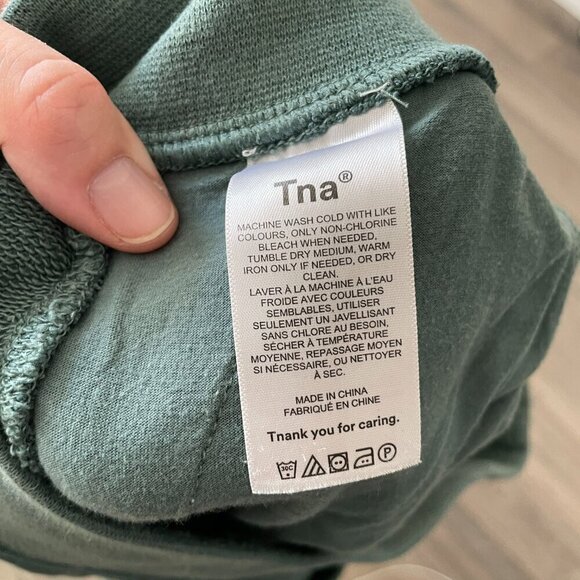 Tna®
MACHINE WASH COLD WITH LIKE
COLOURS, ONLY NON-CHLORINE
BLEACH WHEN NEEDED,
TUMBLE DRY MEDIUM, WARM
IRON ONLY IF NEEDED, OR DRY
CLEAN.
LAVER À LA MACHINE À L'EAU
FROIDE AVEC COULEURS
SEMBLABLES, UTILISER
SEULEMENT UN JAVELLISANT
SANS CHLORE AU BESOIN,
SÉCHER À TEMPÉRATURE
MOYENNE, REPASSAGE MOYEN
SI NÉCESSAIRE, OU NETTOYER
À SEC.
MADE IN CHINA
FABRIQUÉ EN CHINE
Tnank you for caring.
30C P